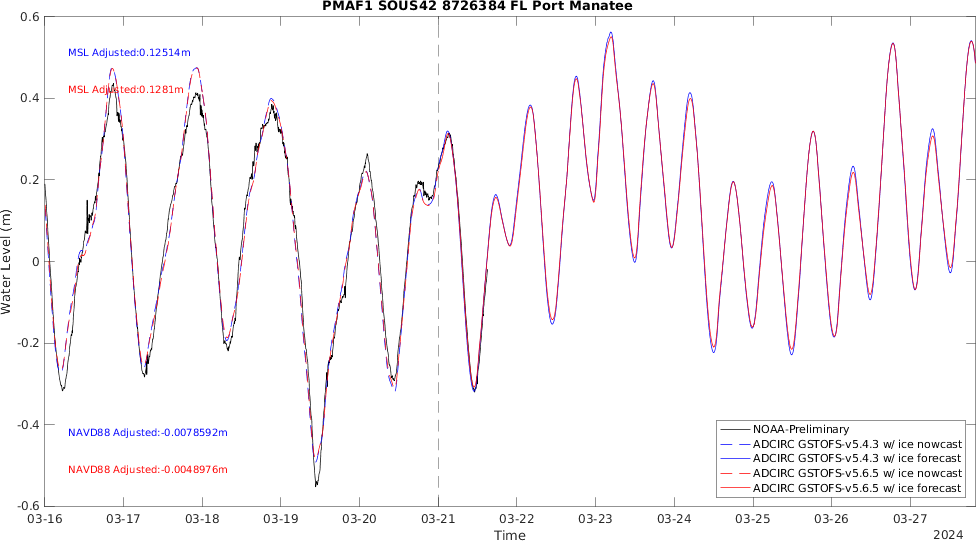 PMAF1 SOUS42 8726384 FL Port Manatee
0.6
MSL Adjusted:0.12514m
MSL Adjusted:0.1281m
0.4
0.2
0
-0.2
-0.4
-0.6
Water Level (m)
NAVD88 Adjusted:-0.0078592m
NAVD88 Adjusted:-0.0048976m
NOAA-Preliminary
ADCIRC GSTOFS-v5.4.3 w/ ice nowcast
ADCIRC GSTOFS-v5.4.3 w/ ice forecast
ADCIRC GSTOFS-v5.6.5 w/ ice nowcast
ADCIRC GSTOFS-v5.6.5 w/ ice forecast
03-16 03-17 03-18 03-19 03-20 03-21 03-22 03-23 03-24 03-25 03-26 03-27
Time
2024